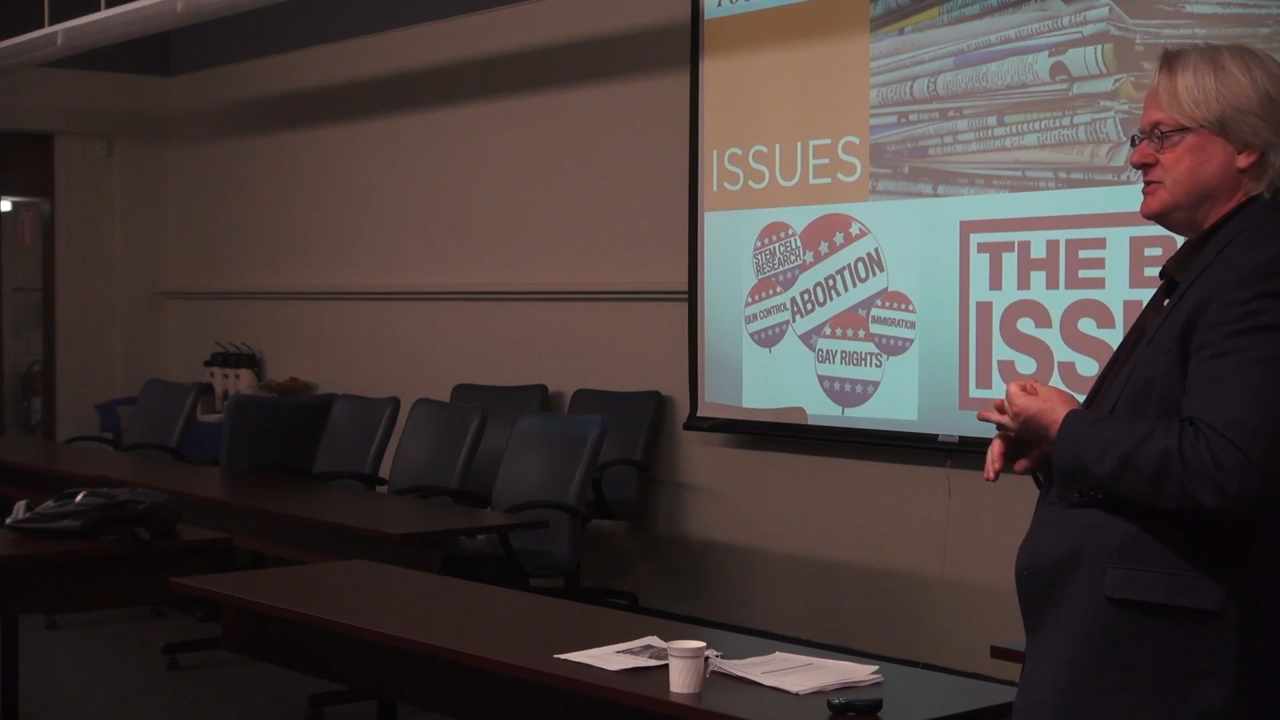 ISSUES
STEM CELL
RESEARCH
ABORTION
GUN CONTROL
IMMIGRATION
GAY RIGHTS
THE B
ISS